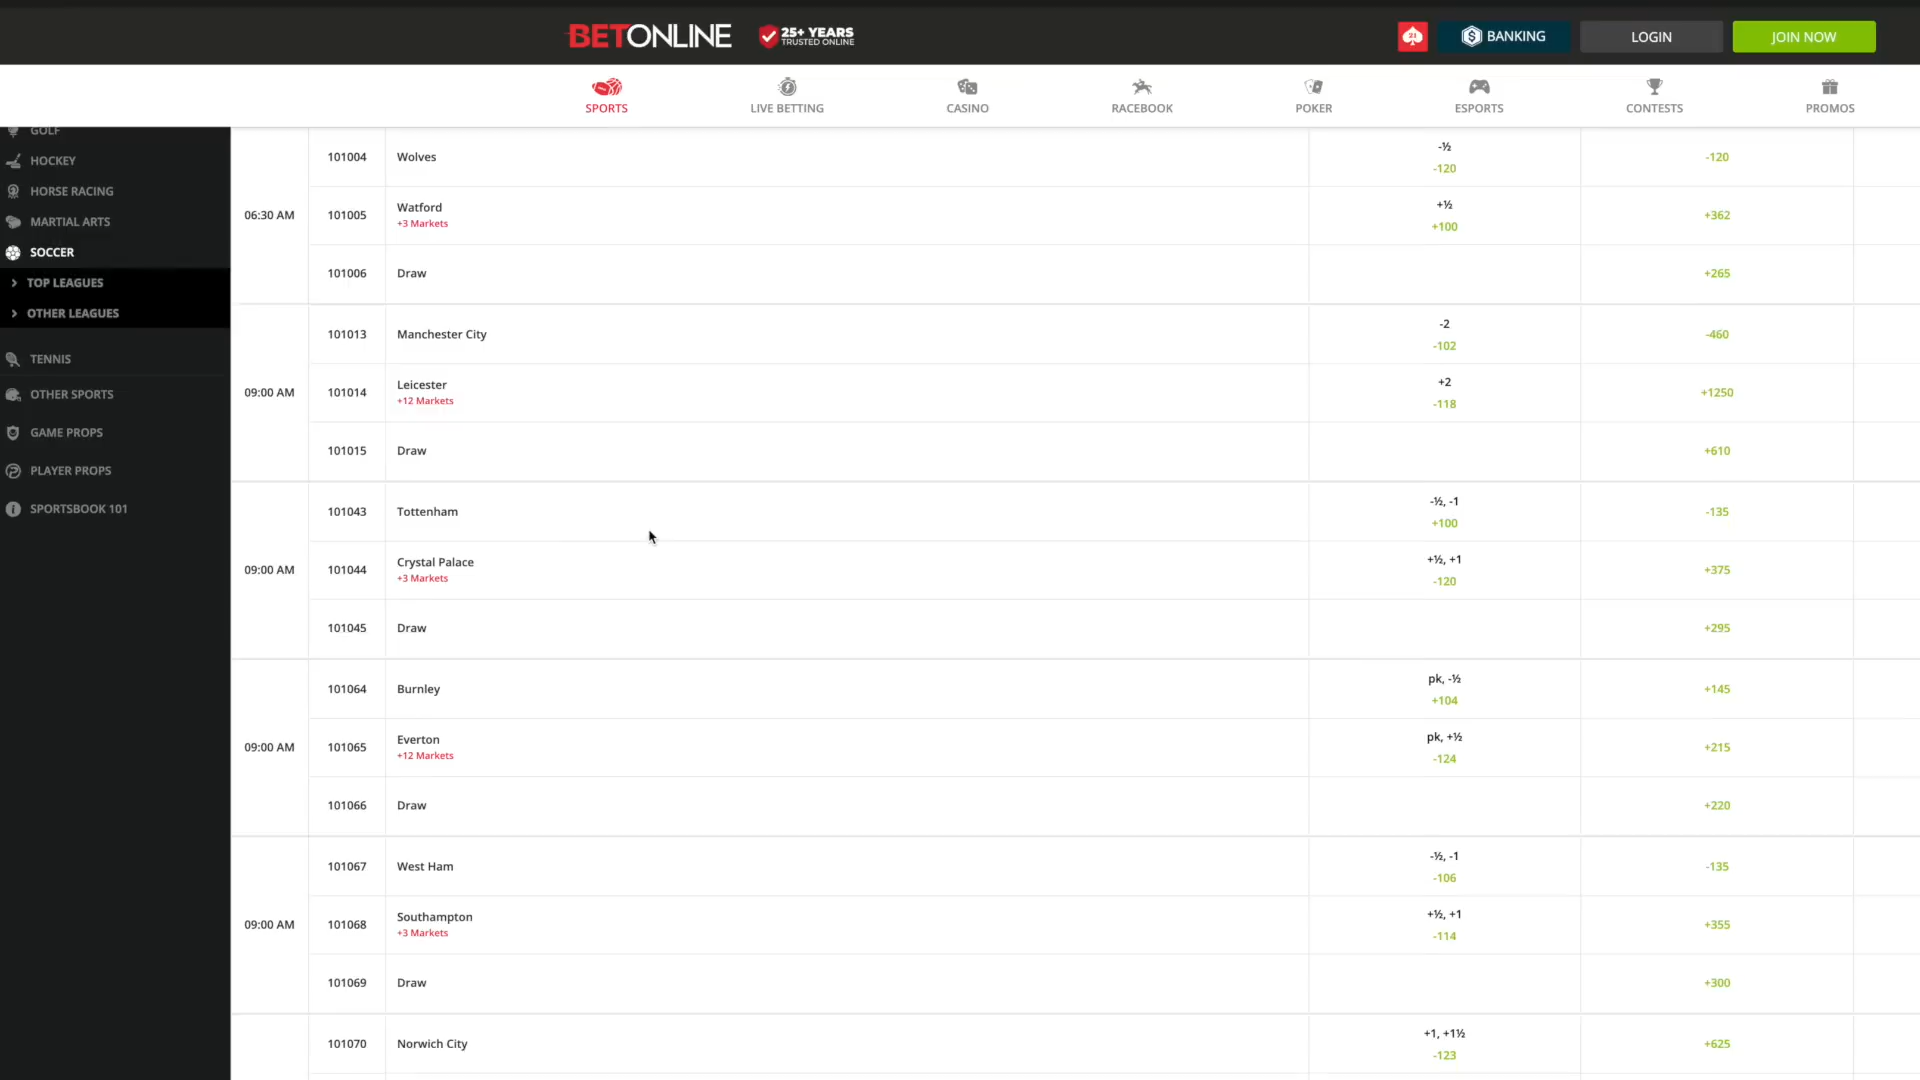 BETONLINE
25+ YEARS
TRUSTED ONLINE
21
BANKING
LOGIN
JOIN NOW
SPORTS
LIVE BETTING
CASINO
RACEBOOK
POKER
ESPORTS
CONTESTS
PROMOS
GOLF
HOCKEY
HORSE RACING
MARTIAL ARTS
SOCCER
TOP LEAGUES
OTHER LEAGUES
TENNIS
OTHER SPORTS
GAME PROPS
PLAYER PROPS
SPORTSBOOK 101
101004 Wolves -½ -120
-120
06:30 AM 101005 Watford +½ +362
+3 Markets +100
101006 Draw +265
101013 Manchester City -2 -460
-102
09:00 AM 101014 Leicester +2 +1250
+12 Markets -118
101015 Draw +610
101043 Tottenham -½, -1 -135
+100
09:00 AM 101044 Crystal Palace +½, +1 +375
+3 Markets -120
101045 Draw +295
101064 Burnley pk, -½ +145
+104
09:00 AM 101065 Everton pk, +½ +215
+12 Markets -124
101066 Draw +220
101067 West Ham -½, -1 -135
-106
09:00 AM 101068 Southampton +½, +1 +355
+3 Markets -114
101069 Draw +300
101070 Norwich City +1, +1½ +625
-123